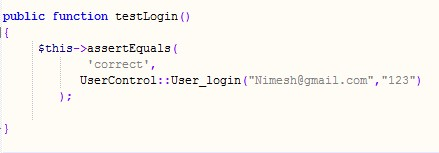 public function testLogin()
{
$this->assertEquals(
'correct',
UserControl::User_login("Nimesh@gmail.com","123")
);
}